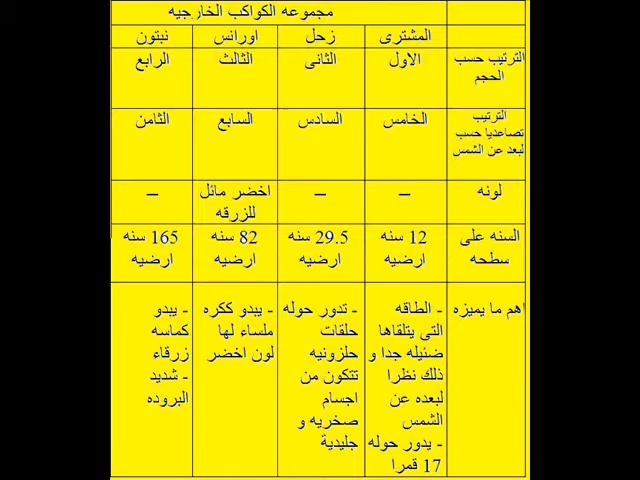 مجموعه الكواكب الخارجيه
المشترى زحل اورانس نبتون
الترتيب حسب الحجم الاول الثانى الثالث الرابع
الترتيب تصاعديا حسب لبعد عن الشمس الخامس السادس السابع الثامن
لونه – – اخضر مائل للزرقه –
السنه على سطحه 12 سنه ارضيه 29.5 سنه ارضيه 82 سنه ارضيه 165 سنه ارضيه
اهم ما يميزه
- الطاقه
التى يتلقاها
ضئيله جدا و
ذلك نظرا
لبعده عن
الشمس
- يدور حوله
17 قمرا
- تدور حوله
حلقات
حلزونيه
تتكون من
اجسام
صخريه و
جليدية
- يبدو ككره
ملساء لها
لون اخضر
- يبدو
كماسه
زرقاء
- شديد
البروده